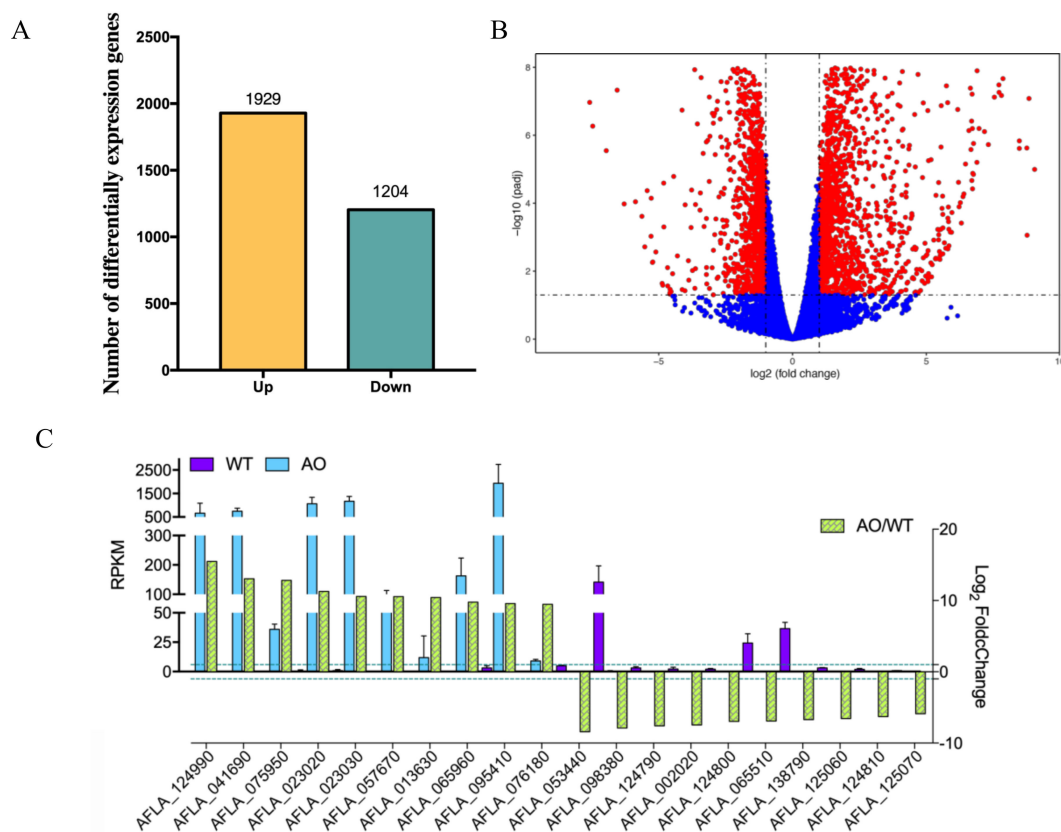 A
Number of differentially expression genes
2500
2000
1500
1000
500
0
1929
1204
Up
Down
B
−log10 (padj)
8
6
4
2
0
−5
0
5
10
log2 (fold change)
C
WT
AO
AO/WT
RPKM
2500
1500
500
300
200
100
50
25
0
20
10
0
-10
Log2 FoldcChange
AFLA_124990
AFLA_041690
AFLA_075950
AFLA_023020
AFLA_023030
AFLA_057670
AFLA_013630
AFLA_065960
AFLA_095410
AFLA_076180
AFLA_053440
AFLA_098380
AFLA_124790
AFLA_002020
AFLA_124800
AFLA_065510
AFLA_138790
AFLA_125060
AFLA_124810
AFLA_125070